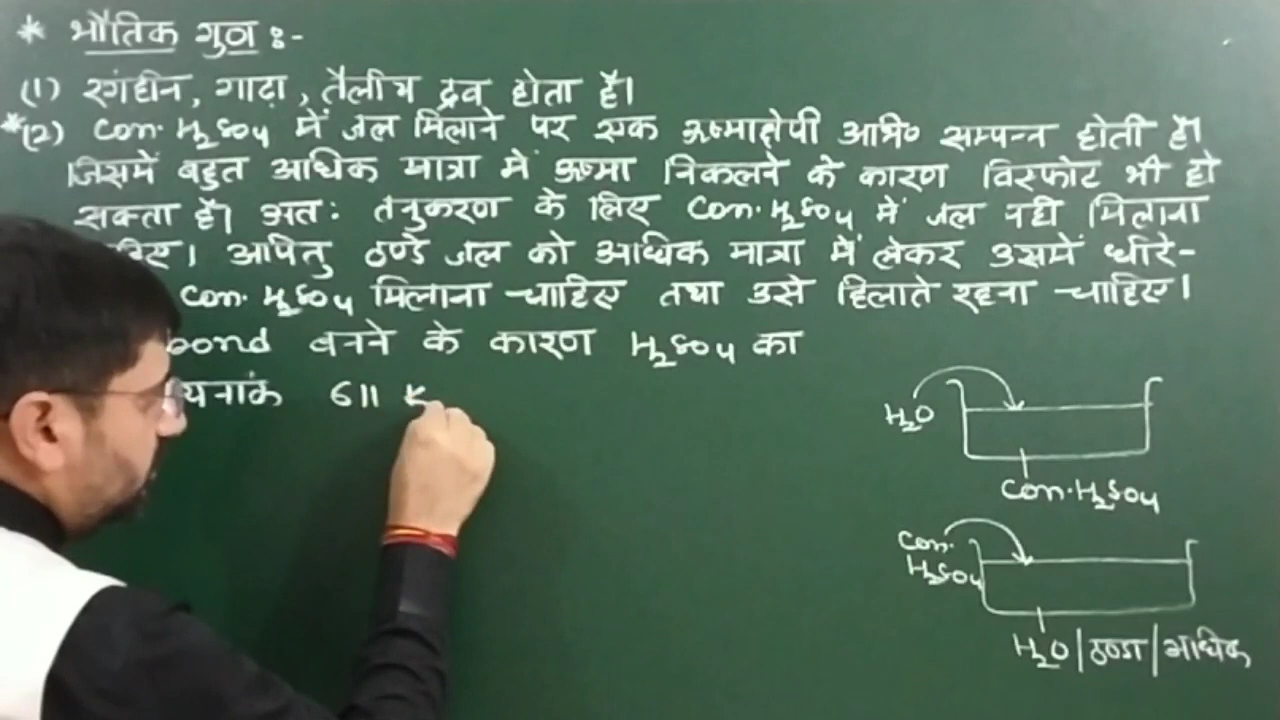 * भौतिक गुण :-
(1) रंगहीन, गाढ़ा, तैलीय द्रव होता है।
*(2) Con. H₂SO₄ में जल मिलाने पर एक ऊष्माक्षेपी अभि० सम्पन्न होती है।
जिसमें बहुत अधिक मात्रा में ऊष्मा निकलने के कारण विस्फोट भी हो
सकता है। अतः तनुकरण के लिए Con. H₂SO₄ में जल नहीं मिलाना
अपितु ठण्डे जल को अधिक मात्रा में लेकर उसमें धीरे-
Con. H₂SO₄ मिलाना चाहिए तथा उसे हिलाते रहना चाहिए।
bond बनने के कारण H₂SO₄ का
611 K
H₂O
Con. H₂SO₄
Con.
H₂SO₄
H₂O | ठण्डा | अधिक